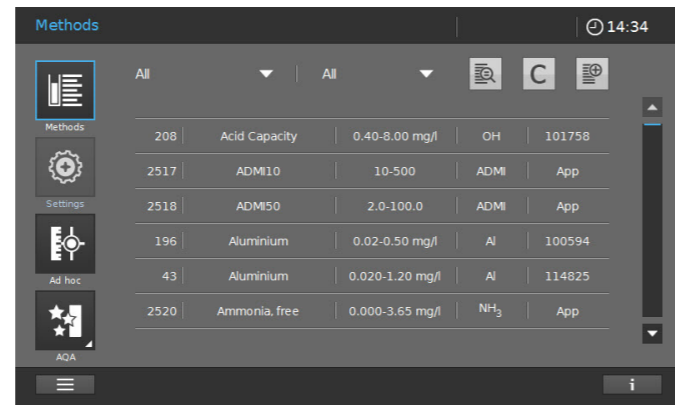 Methods 14:34
All All C
Methods
208 Acid Capacity 0.40-8.00 mg/l OH 101758
2517 ADMI10 10-500 ADMI App
Settings
2518 ADMI50 2.0-100.0 ADMI App
196 Aluminium 0.02-0.50 mg/l Al 100594
Ad hoc
43 Aluminium 0.020-1.20 mg/l Al 114825
2520 Ammonia, free 0.000-3.65 mg/l NH₃ App
AQA
i